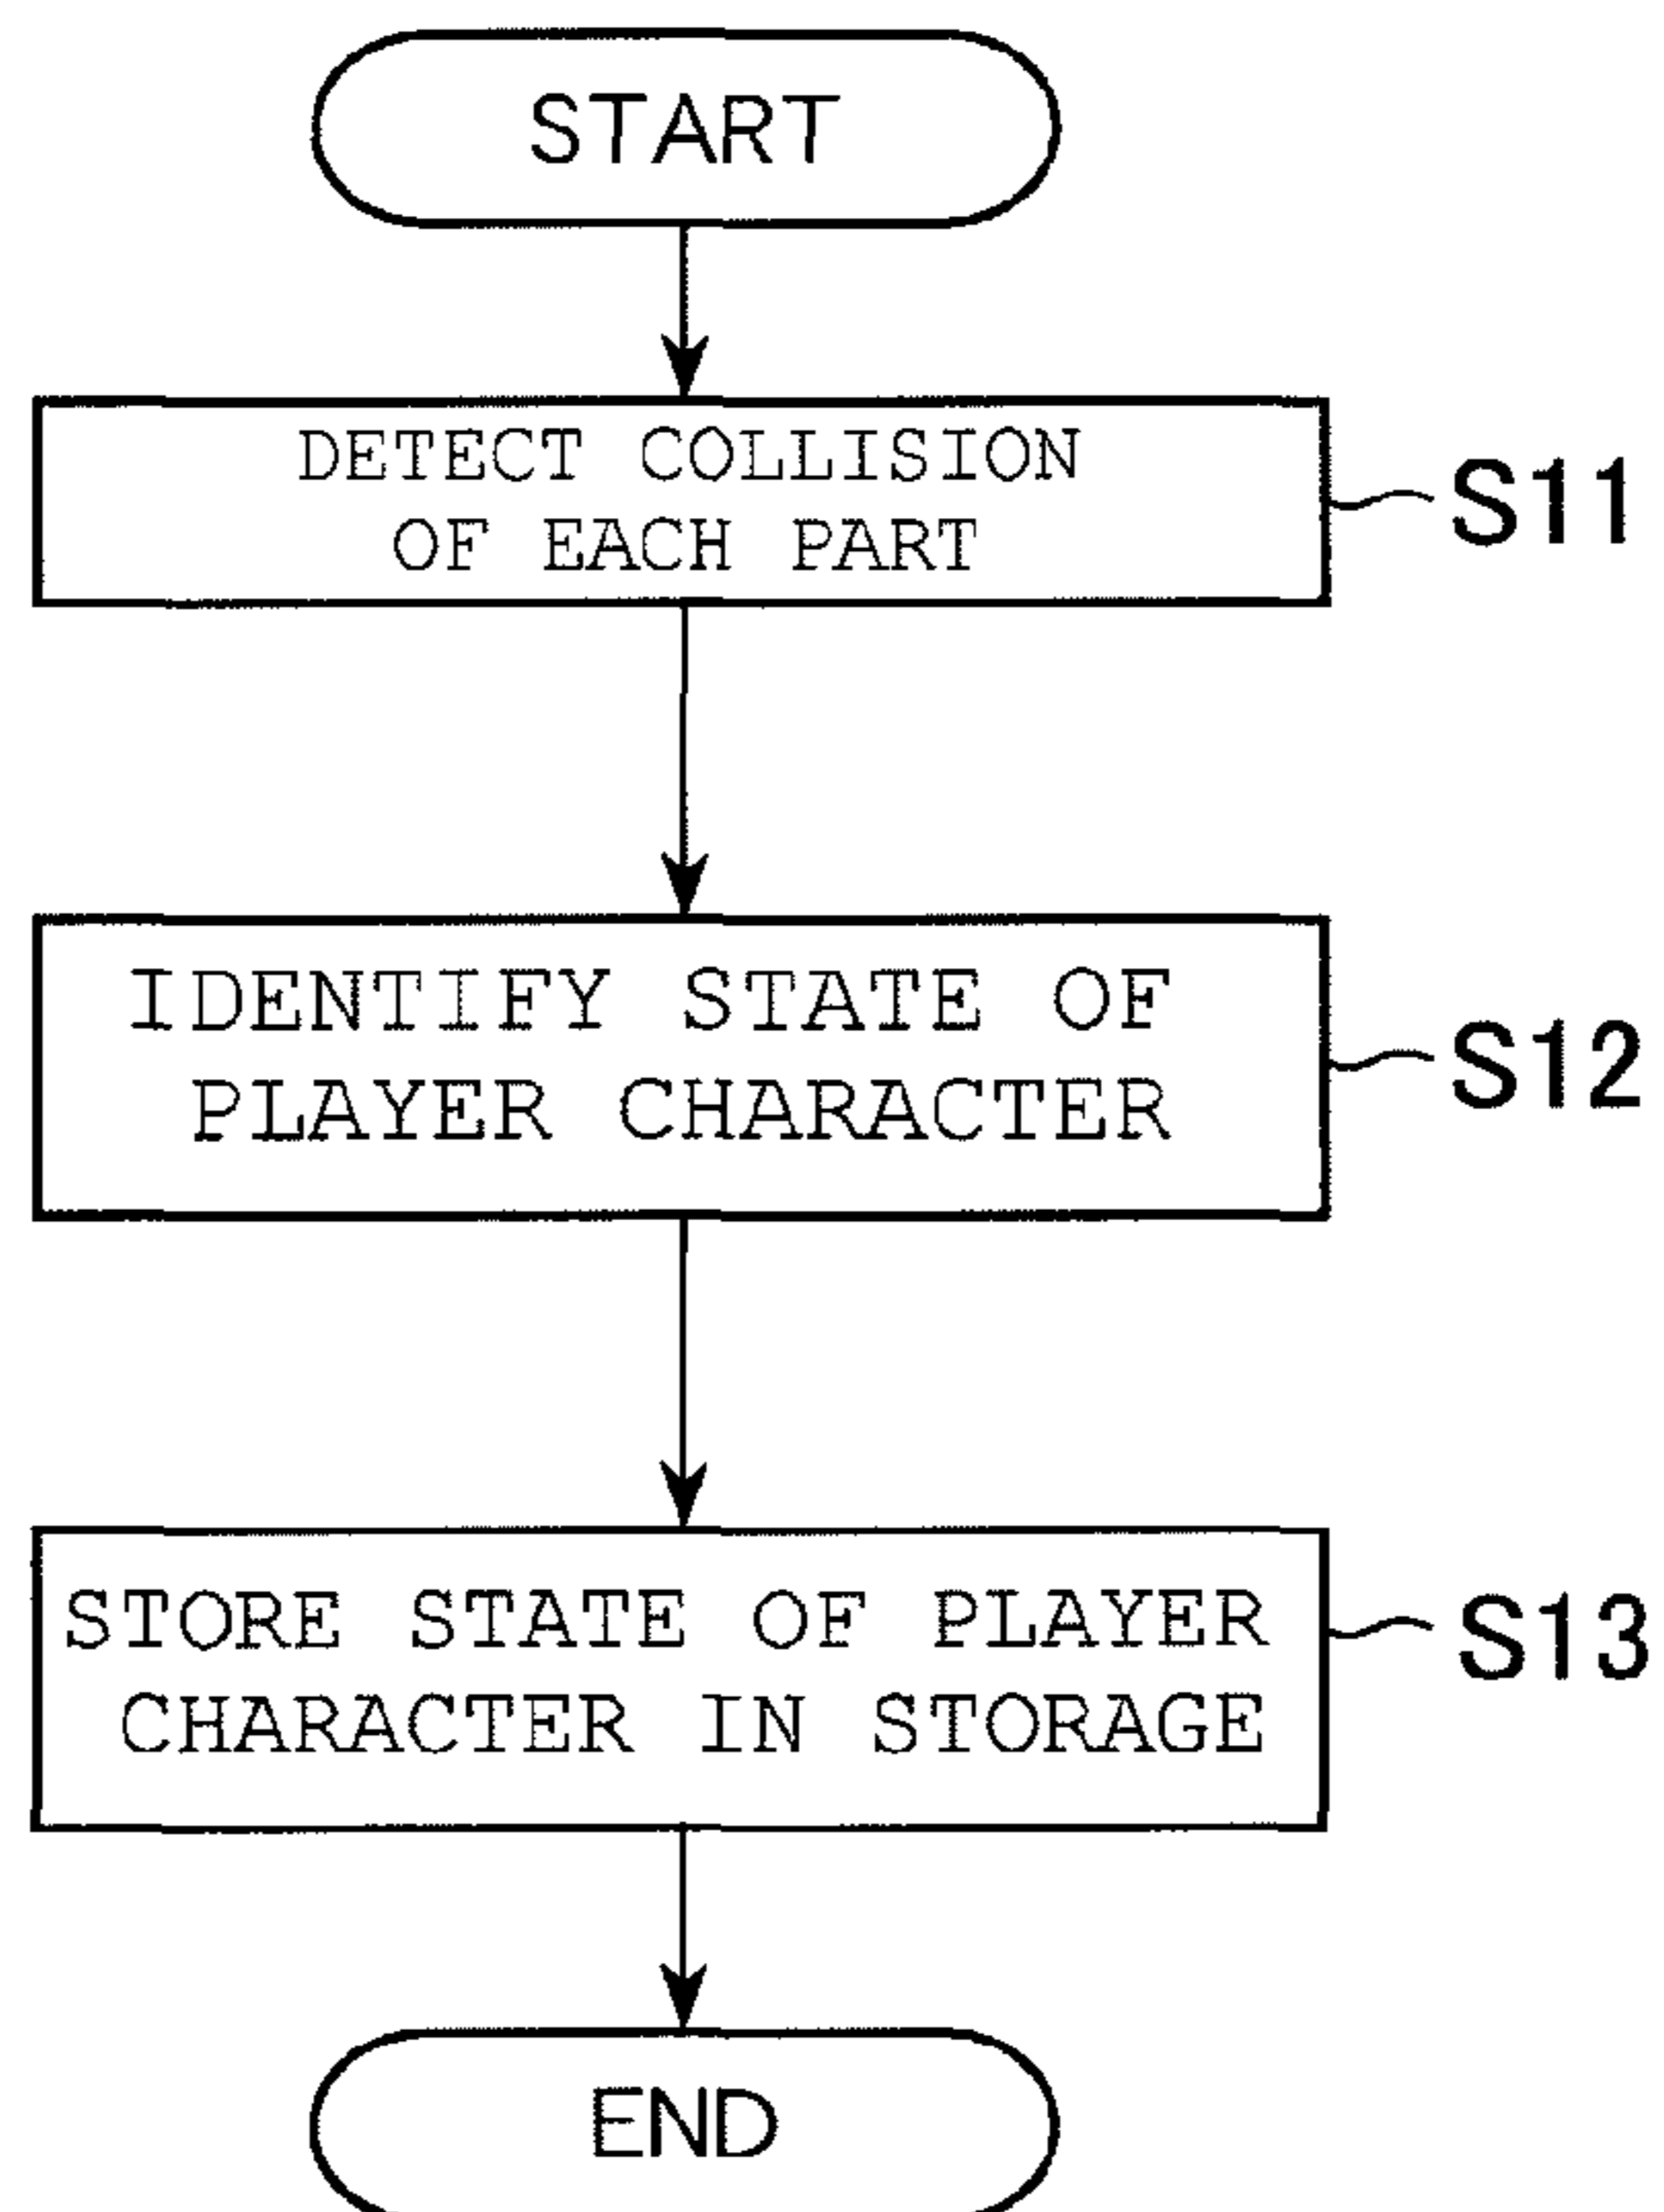 START
DETECT COLLISION
OF EACH PART
S11
IDENTIFY STATE OF
PLAYER CHARACTER
S12
STORE STATE OF PLAYER
CHARACTER IN STORAGE
S13
END